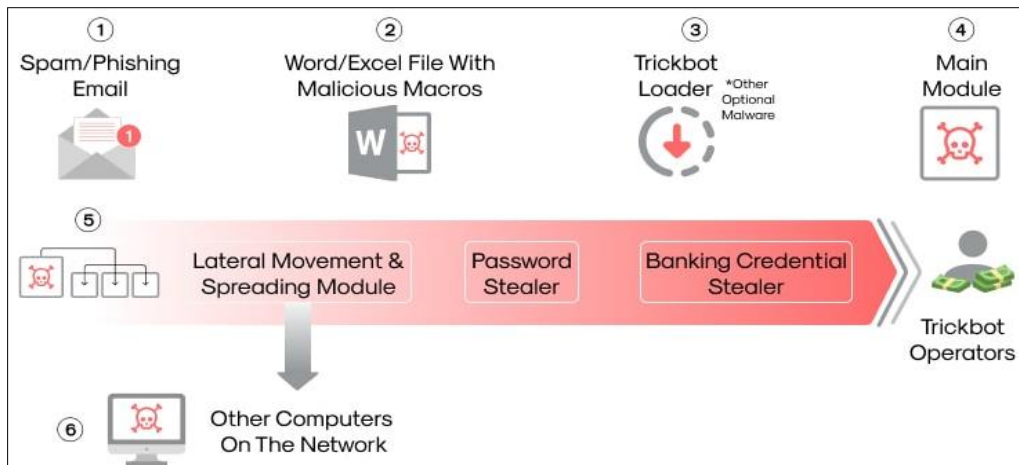 1
Spam/Phishing
Email
1
2
Word/Excel File With
Malicious Macros
W
3
Trickbot
Loader
*Other
Optional
Malware
4
Main
Module
5
Lateral Movement &
Spreading Module
Password
Stealer
Banking Credential
Stealer
Trickbot
Operators
6
Other Computers
On The Network